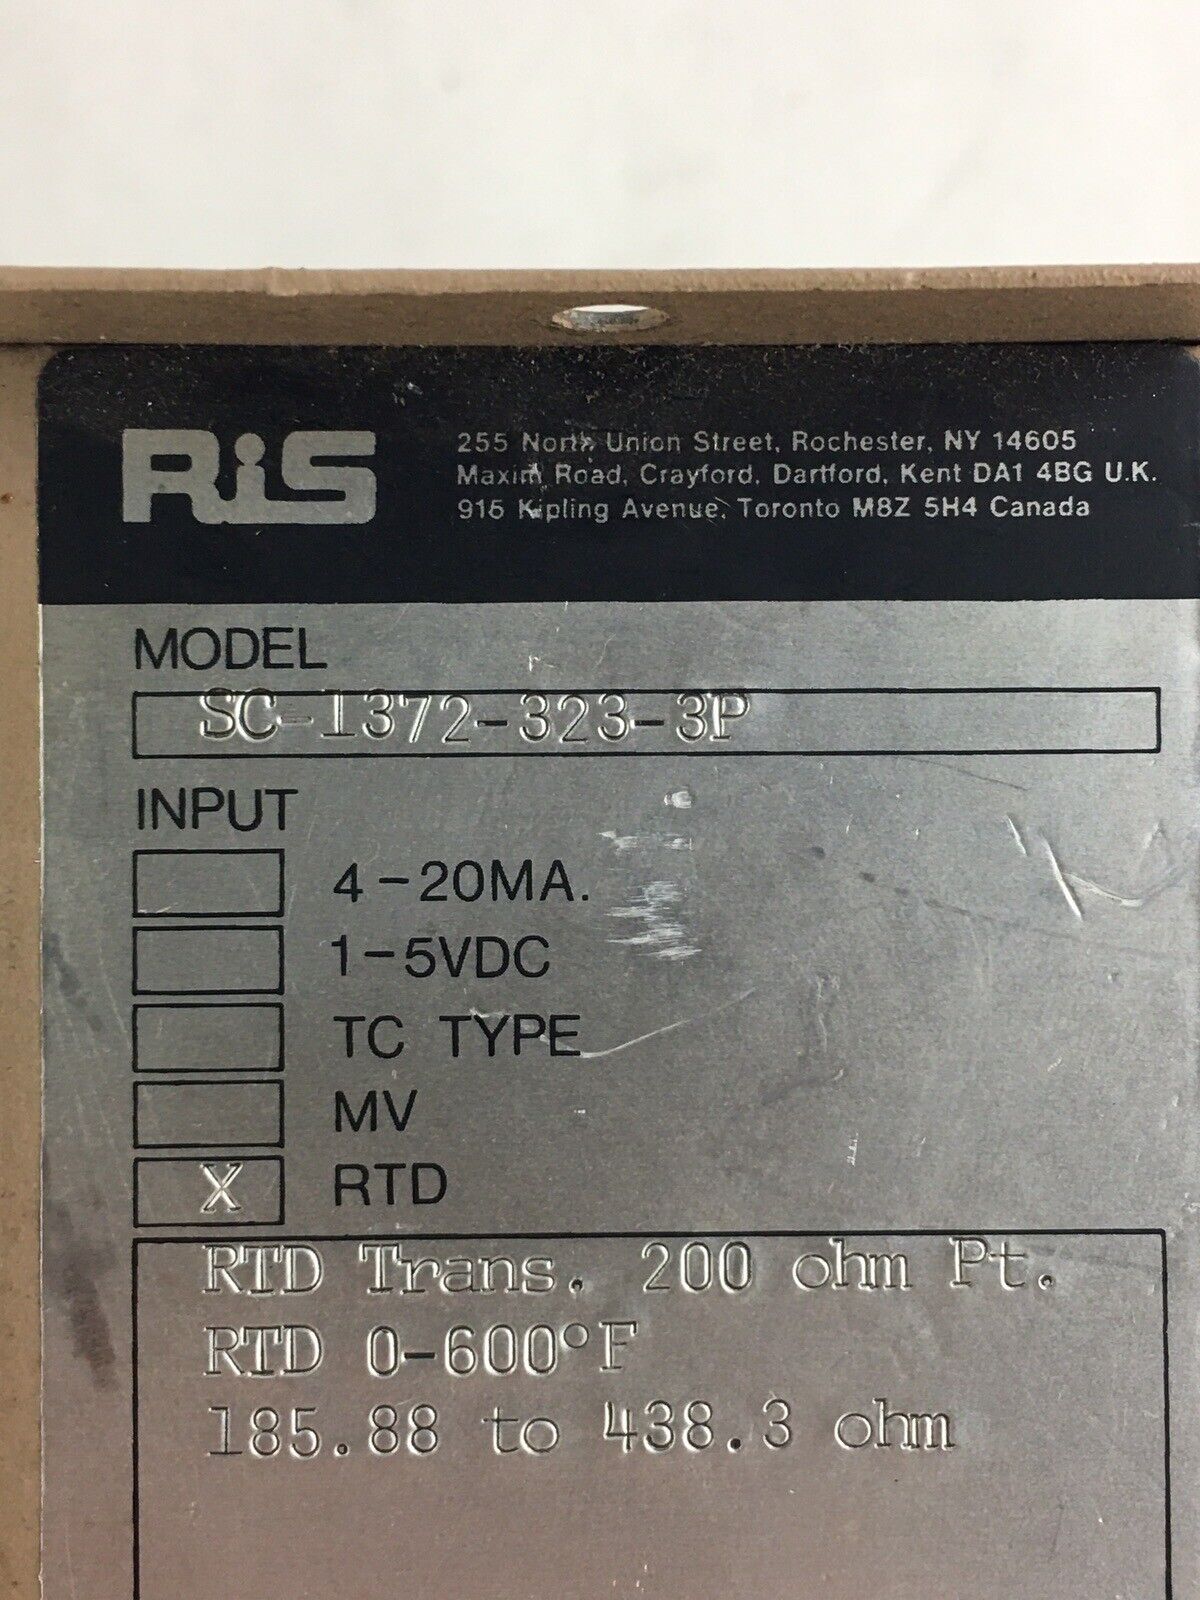 RiS
255 North Union Street, Rochester, NY 14605
Maxim Road, Crayford, Dartford, Kent DA1 4BG U.K.
915 Kipling Avenue, Toronto M8Z 5H4 Canada
MODEL
SC-1372-323-3P
INPUT
4-20MA.
1-5VDC
TC TYPE
MV
X RTD
RTD Trans. 200 ohm Pt.
RTD 0-600°F
185.88 to 438.3 ohm